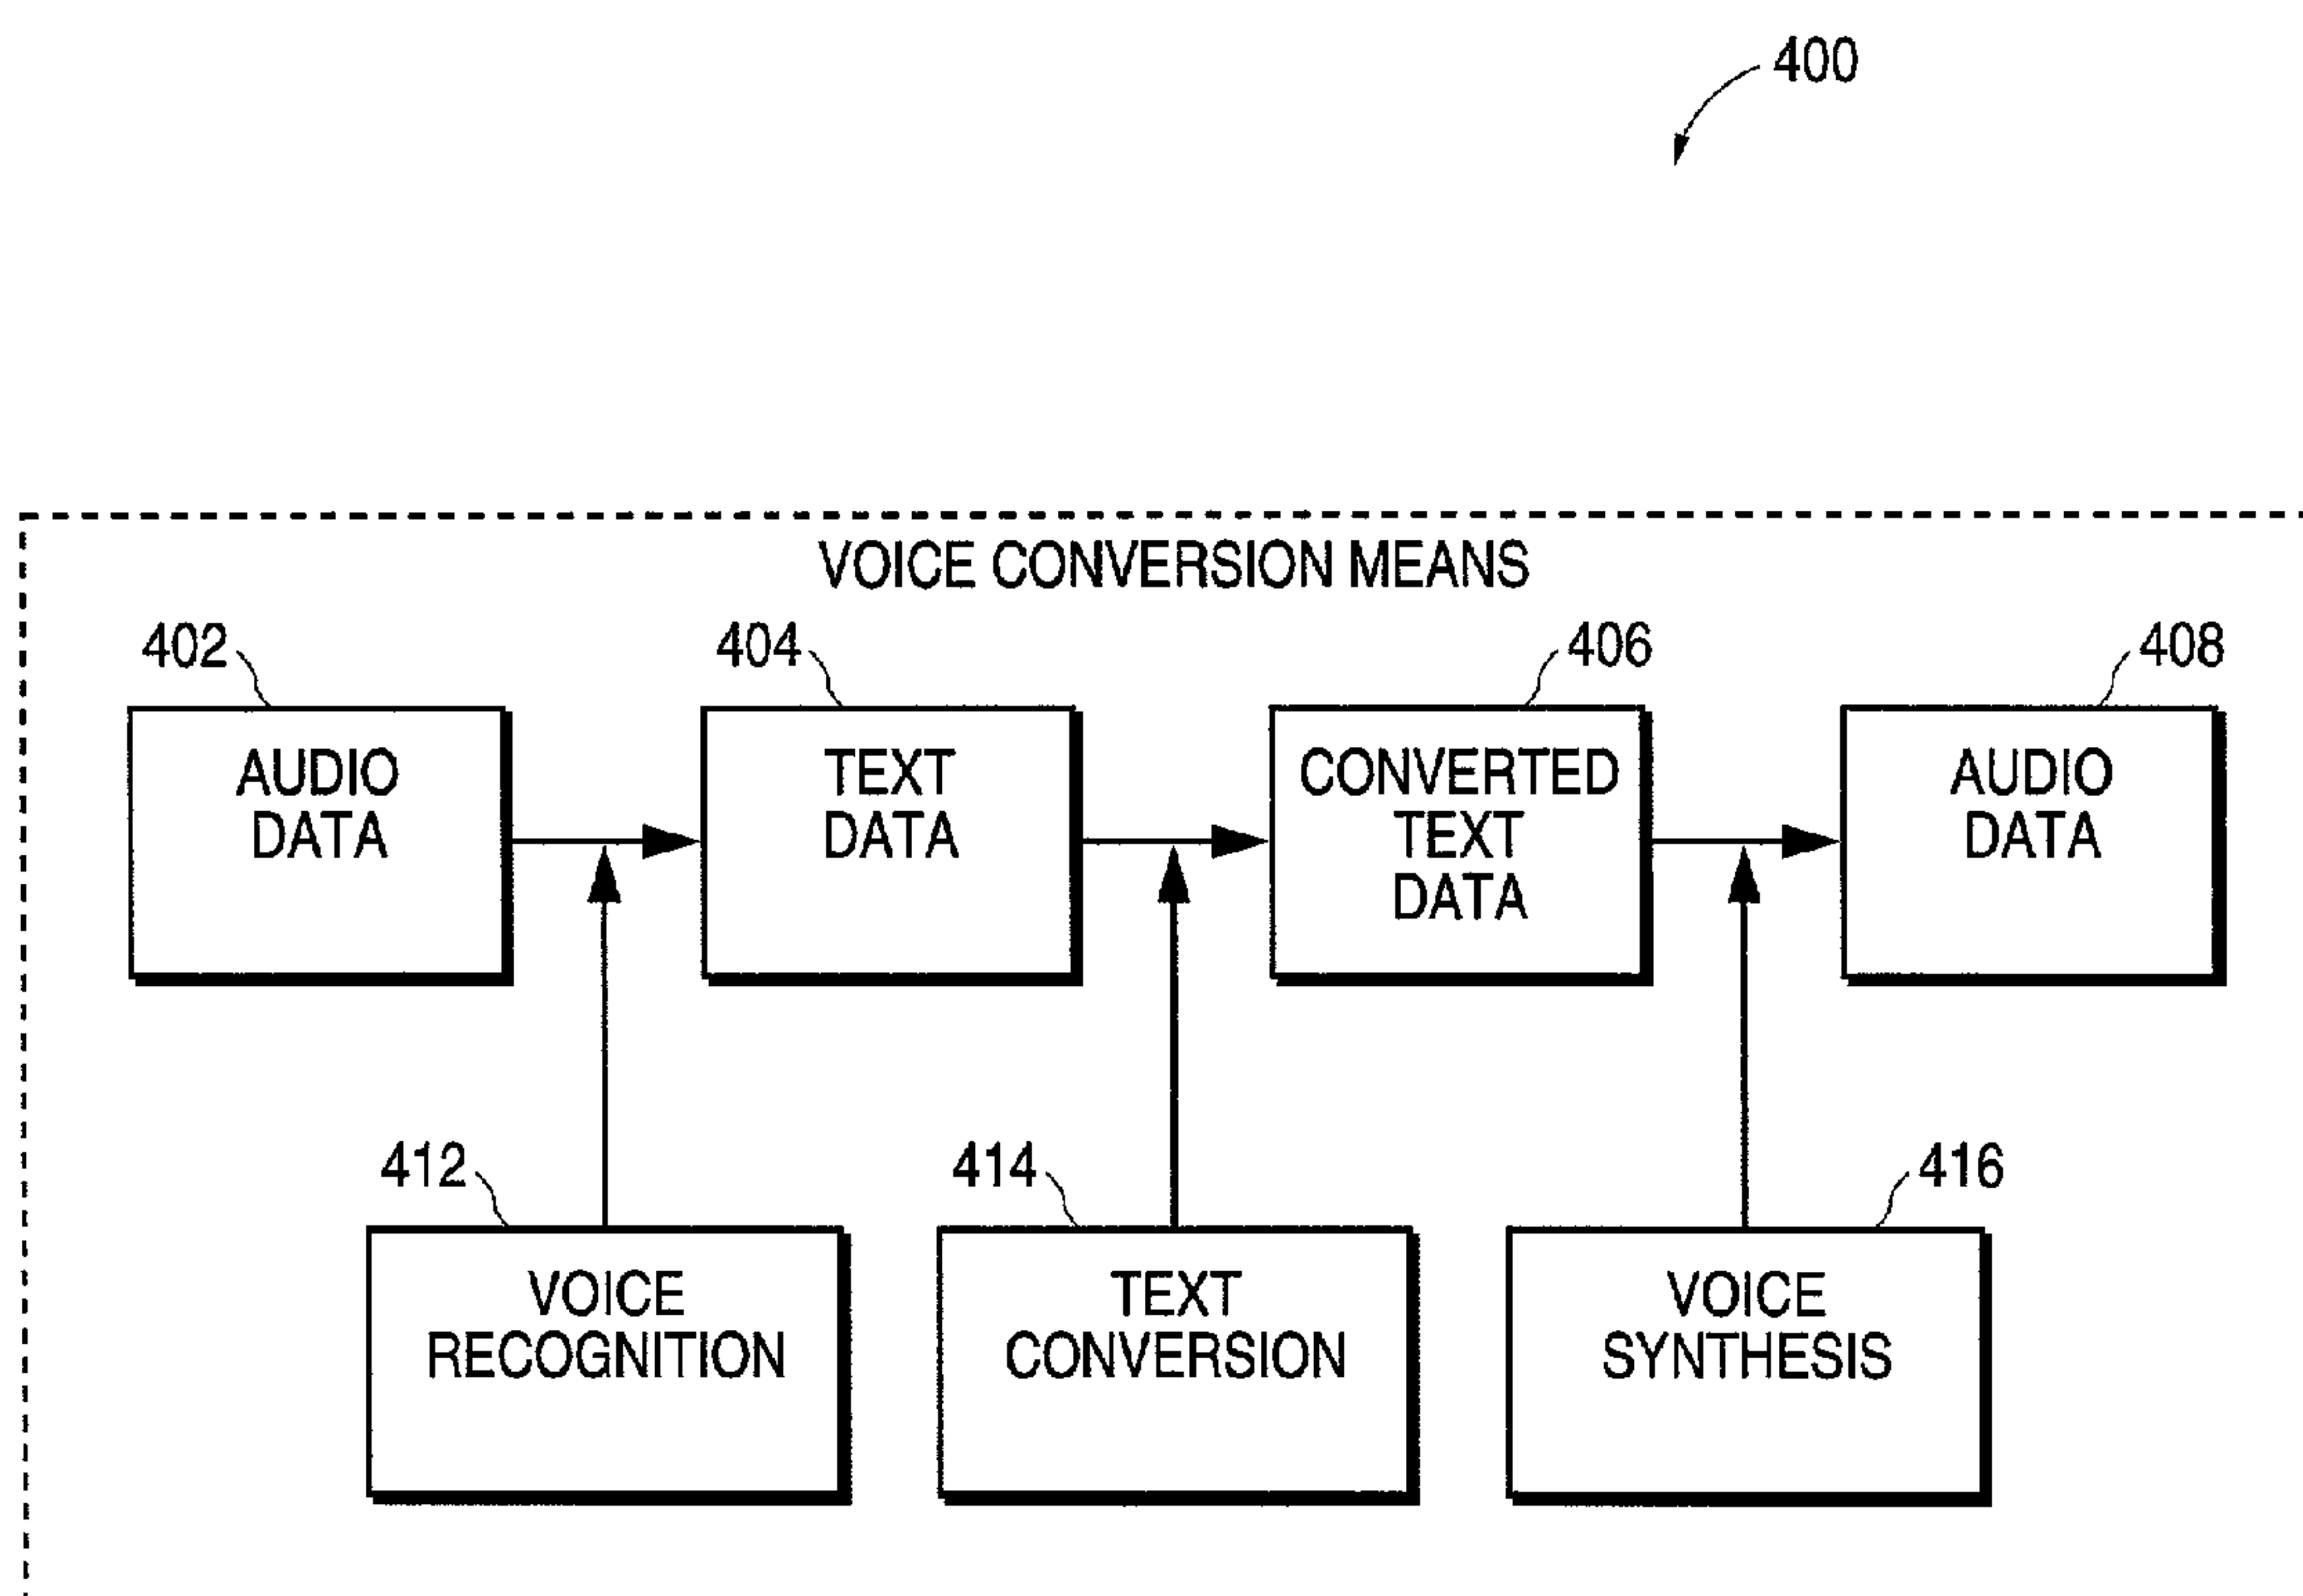 400
VOICE CONVERSION MEANS
402
404
406
408
AUDIO
DATA
TEXT
DATA
CONVERTED
TEXT
DATA
AUDIO
DATA
412
414
416
VOICE
RECOGNITION
TEXT
CONVERSION
VOICE
SYNTHESIS